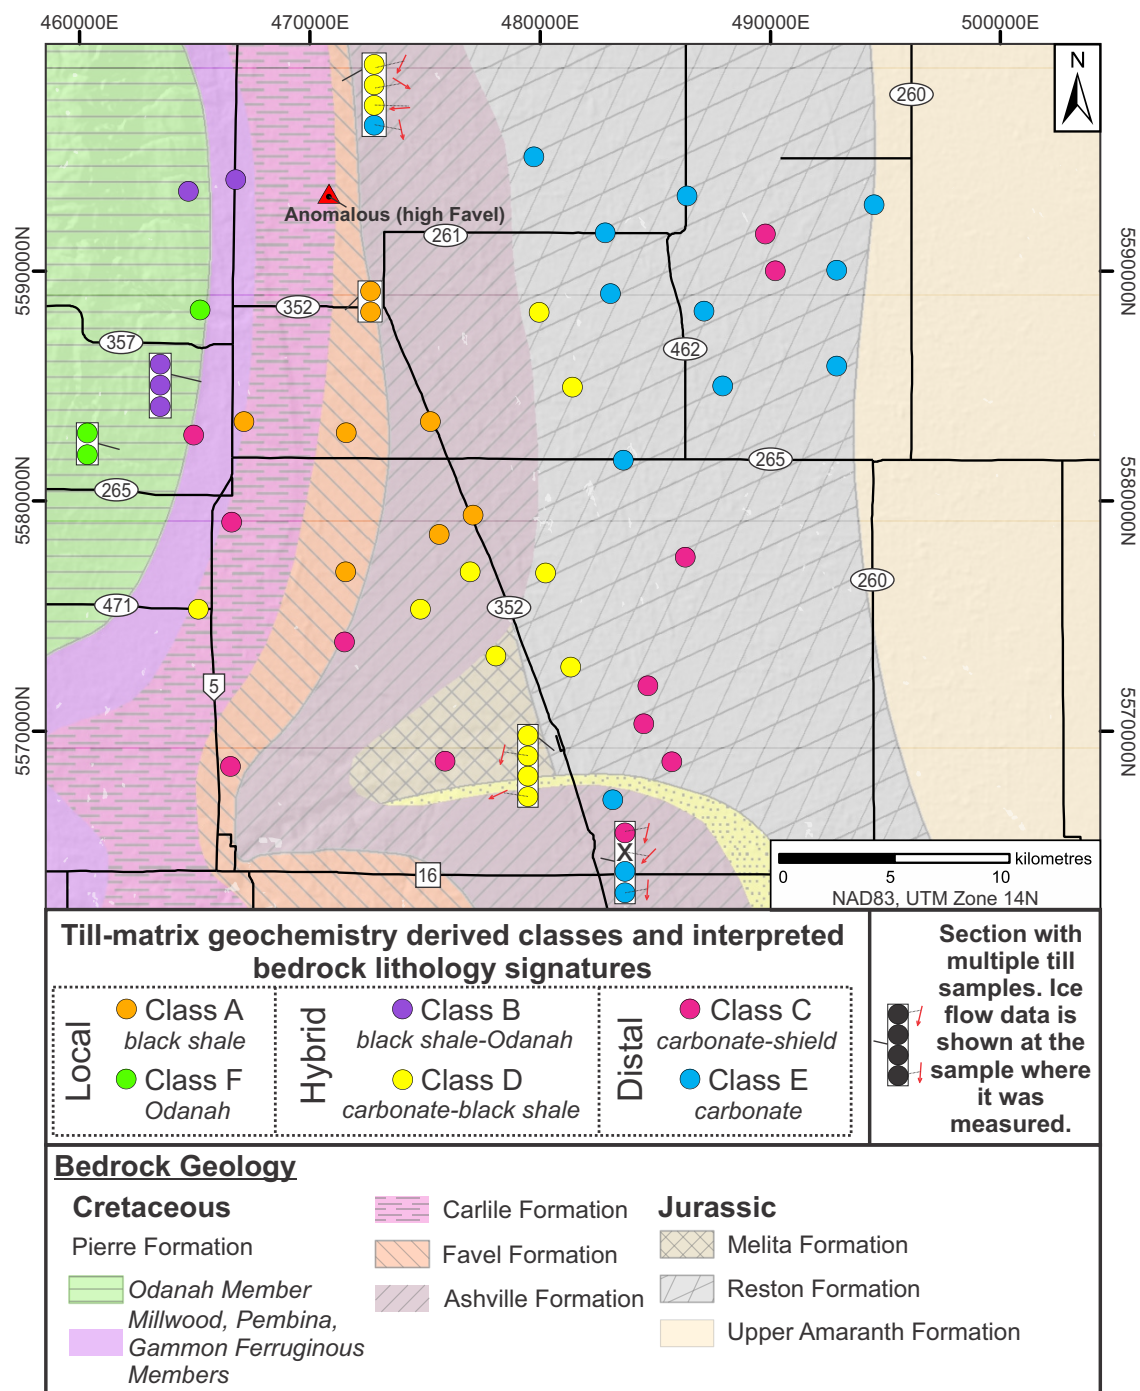 460000E
470000E
480000E
490000E
500000E
N
260
Anomalous (high Favel)
261
5590000N
5590000N
352
357
462
265
265
5580000N
5580000N
260
471
352
5
5570000N
5570000N
X
16
kilometres
0
5
10
NAD83, UTM Zone 14N
Till-matrix geochemistry derived classes and interpreted
bedrock lithology signatures
Local
Class A
black shale
Class F
Odanah
Hybrid
Class B
black shale-Odanah
Class D
carbonate-black shale
Distal
Class C
carbonate-shield
Class E
carbonate
Section with
multiple till
samples. Ice
flow data is
shown at the
sample where
it was
measured.
Bedrock Geology
Cretaceous
Pierre Formation
Odanah Member
Millwood, Pembina,
Gammon Ferruginous
Members
Carlile Formation
Favel Formation
Ashville Formation
Jurassic
Melita Formation
Reston Formation
Upper Amaranth Formation